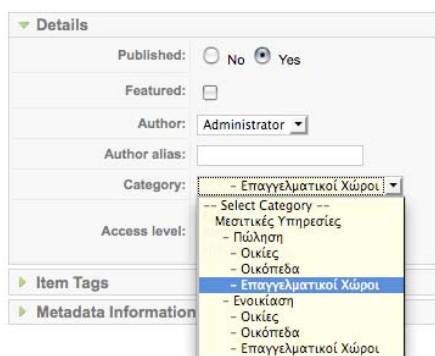 Details
Published: No Yes
Featured:
Author: Administrator
Author alias:
Category: - Επαγγελματικοί Χώροι
-- Select Category --
Μεσιτικές Υπηρεσίες
- Πώληση
Access level:
- Οικίες
- Οικόπεδα
- Επαγγελματικοί Χώροι
- Ενοικίαση
- Οικίες
- Οικόπεδα
- Επαγγελματικοί Χώροι
Item Tags
Metadata Information